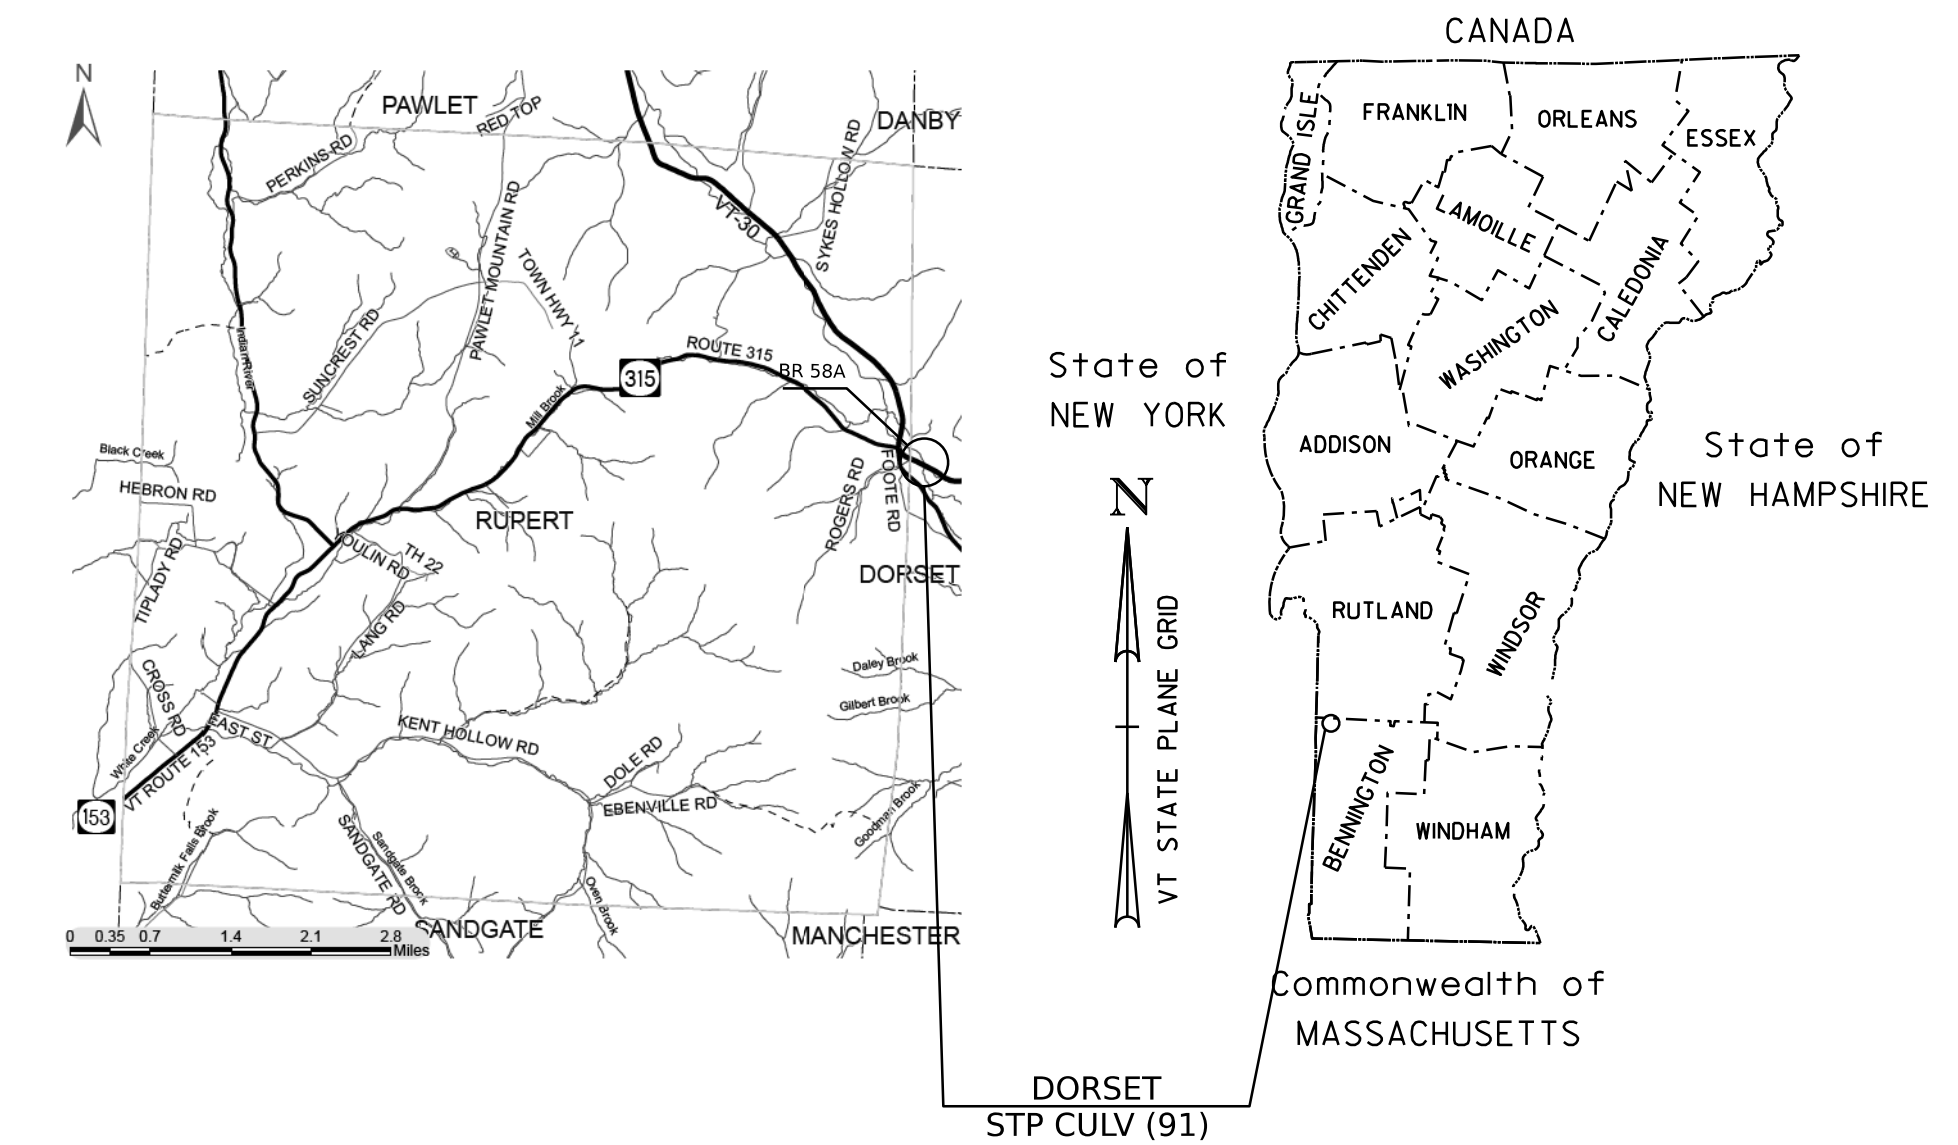 N
PAWLET
RED TOP
DANBY
PERKINS RD
SYKES HOLLOW RD
VT-30
PAWLET MOUNTAIN RD
TOWN HWY 11
Indian River
SUNCREST RD
ROUTE 315
BR 58A
315
Mill Brook
Black Creek
HEBRON RD
RUPERT
ROGERS RD
FOOTE RD
MOULIN RD
TH 22
TIPLADY RD
DORSET
LANG RD
CROSS RD
Daley Brook
Gilbert Brook
White Creek
EAST ST
KENT HOLLOW RD
VT ROUTE 153
DOLE RD
EBENVILLE RD
153
Goodman Brook
Buttermilk Falls Brook
SANDGATE RD
Sandgate Brook
Oven Brook
SANDGATE
MANCHESTER
0 0.35 0.7 1.4 2.1 2.8
Miles
CANADA
GRAND ISLE
FRANKLIN
ORLEANS
ESSEX
LAMOILLE
CHITTENDEN
CALEDONIA
WASHINGTON
State of
NEW YORK
ADDISON
ORANGE
State of
NEW HAMPSHIRE
N
VT STATE PLANE GRID
RUTLAND
WINDSOR
BENNINGTON
WINDHAM
Commonwealth of
MASSACHUSETTS
DORSET
STP CULV (91)